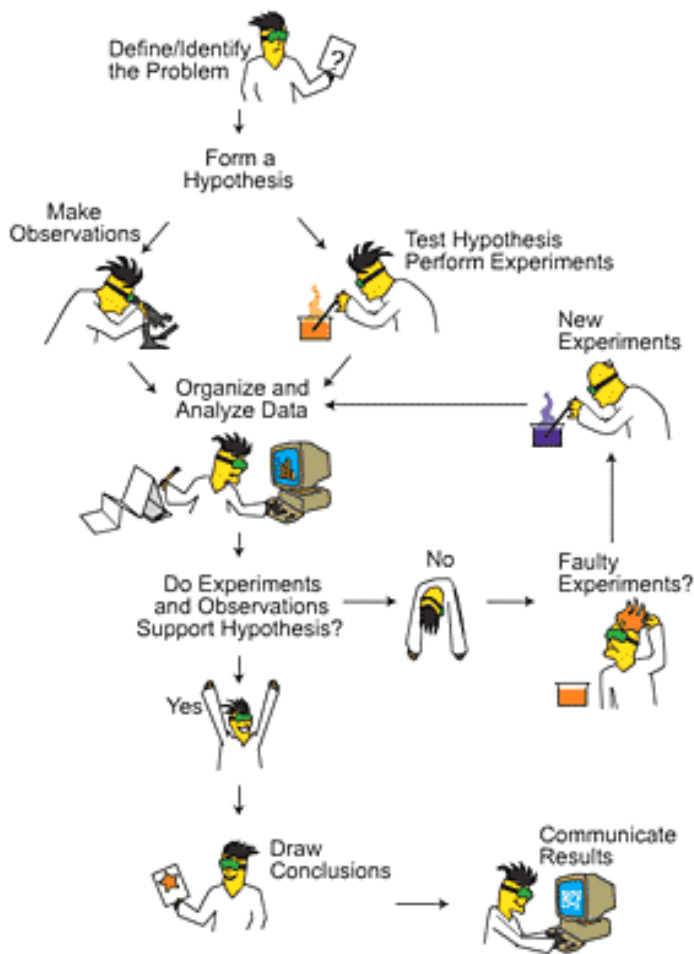 Define/Identify
the Problem
?
Form a
Hypothesis
Make
Observations
Test Hypothesis
Perform Experiments
New
Experiments
Organize and
Analyze Data
Do Experiments
and Observations
Support Hypothesis?
No
Faulty
Experiments?
Yes
Draw
Conclusions
Communicate
Results